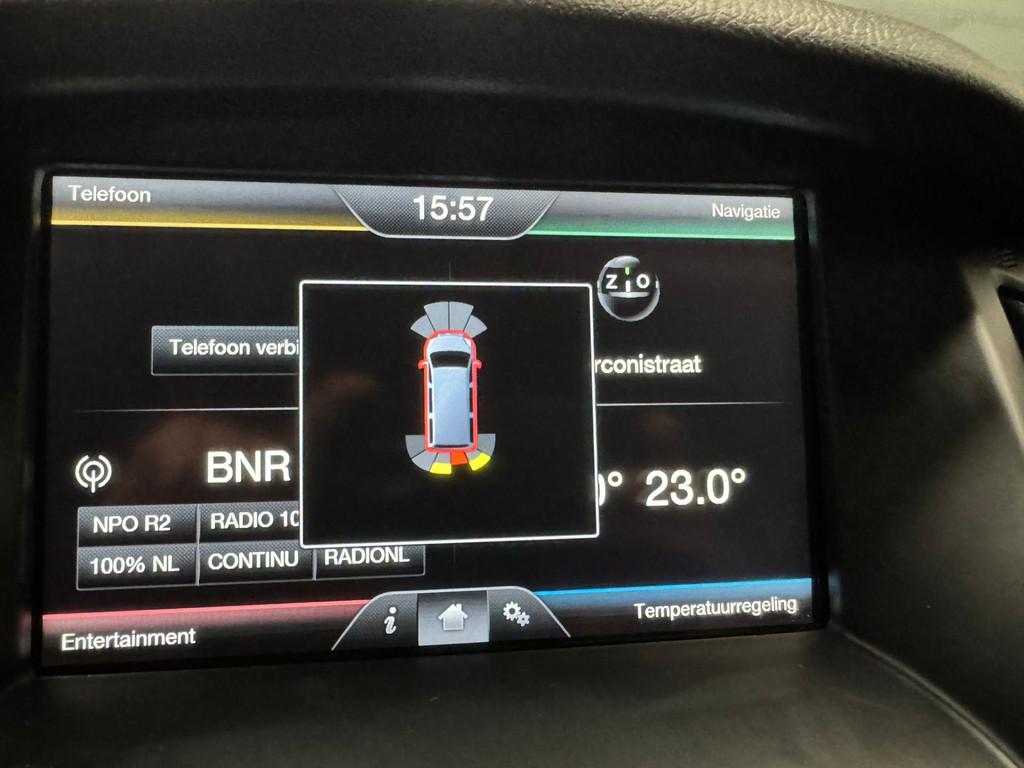 Telefoon
15:57
Navigatie
Z O
Telefoon verbi
rconistraat
BNR
° 23.0°
NPO R2
RADIO 10
100% NL
CONTINU
RADIONL
i
Entertainment
Temperatuurregeling